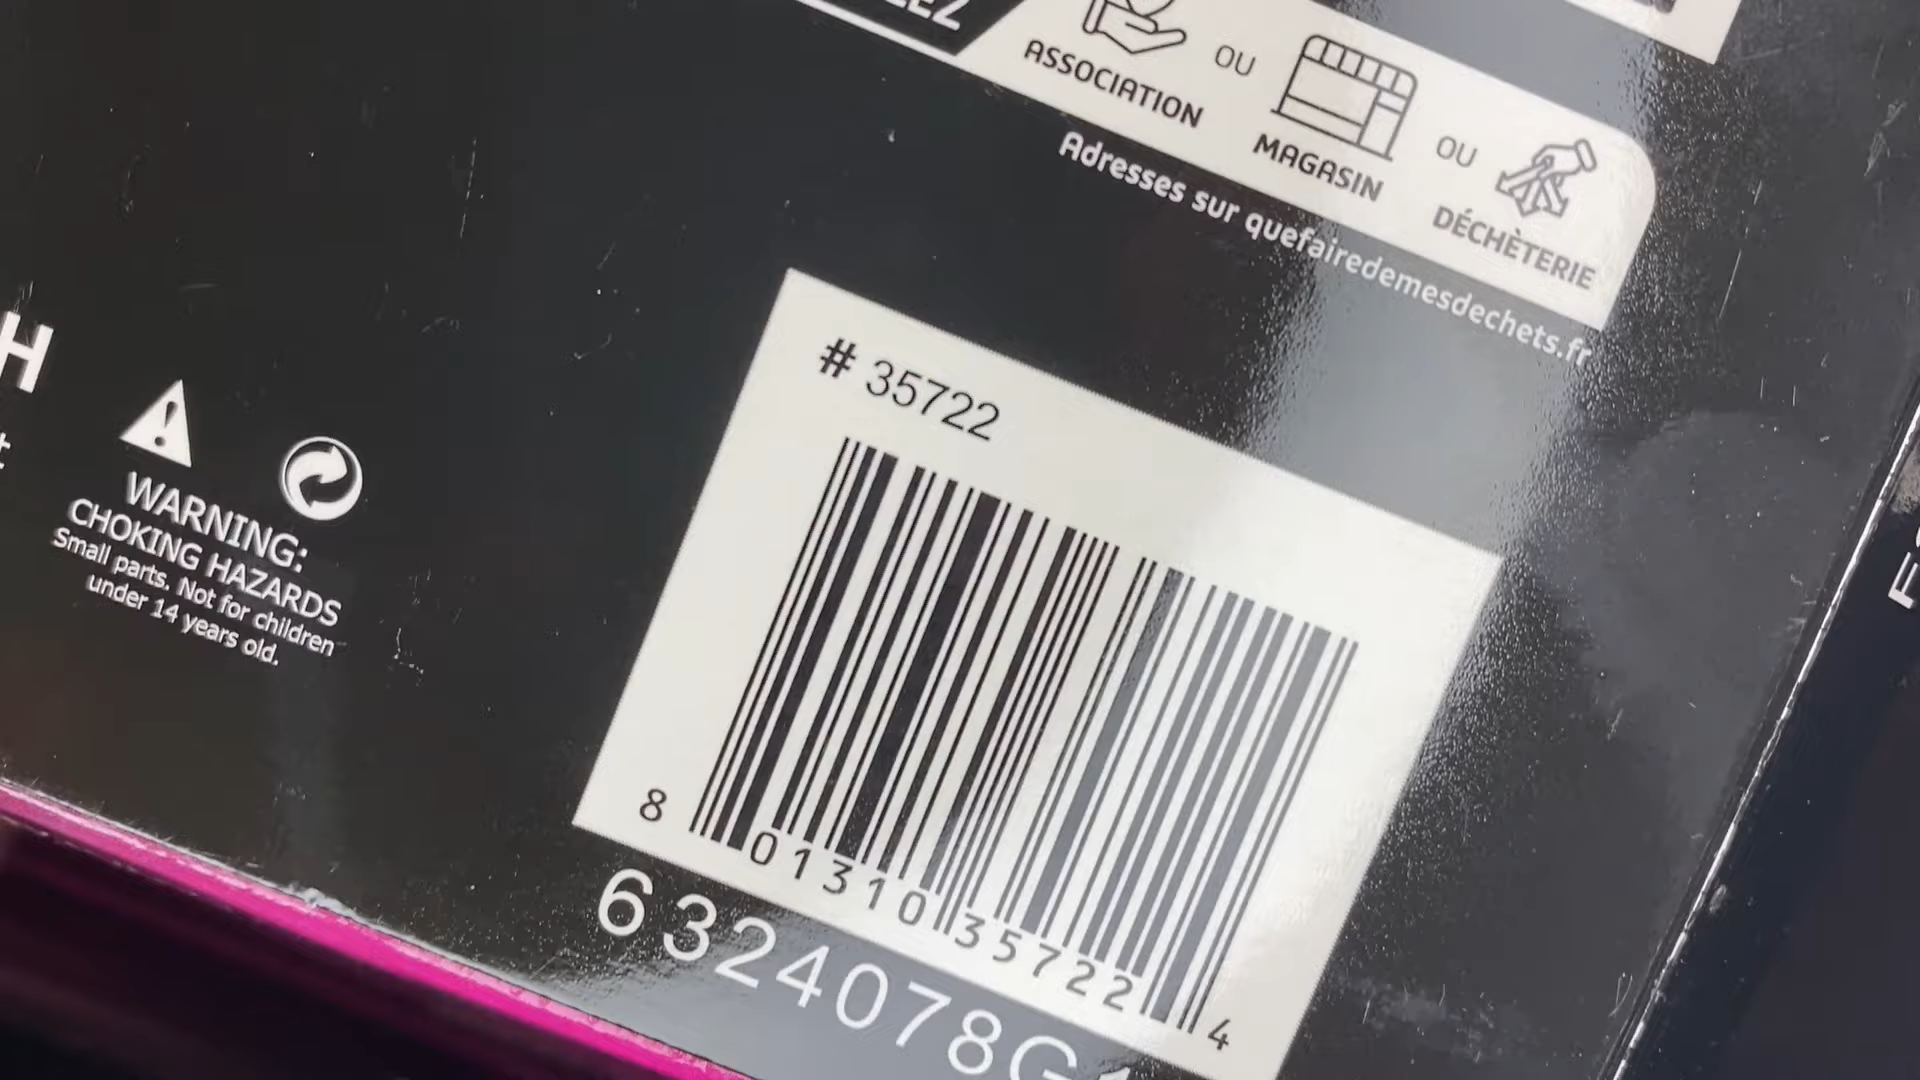 ASSOCIATION
OU
MAGASIN
OU
DÉCHÈTERIE
Adresses sur quefairedemesdechets.fr
# 35722
8 01310 35722 4
6324078G
H
WARNING:
CHOKING HAZARDS
Small parts. Not for children
under 14 years old.